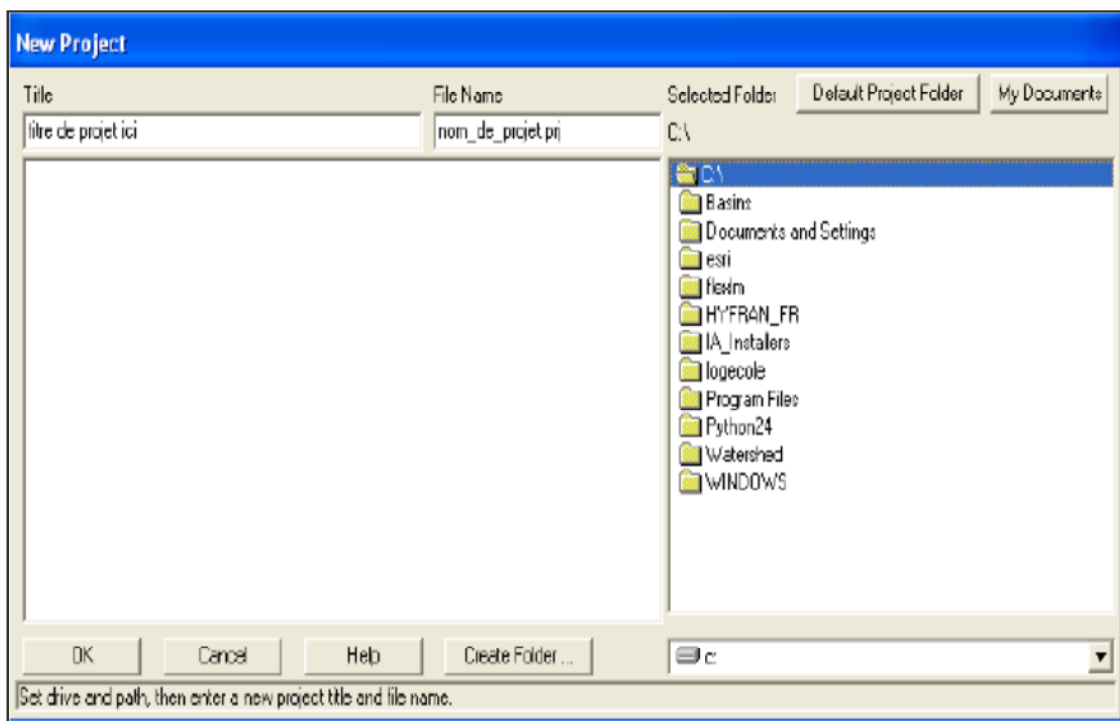 New Project
Title
File Name
Selected Folder
Default Project Folder
My Documents
titre de projet ici
nom_de_projet.prj
C:\
C:\
Basins
Documents and Settings
esri
flexlm
HYFRAN_FR
IA_Installers
logecole
Program Files
Python24
Watershed
WINDOWS
OK
Cancel
Help
Create Folder ...
c:
Set drive and path, then enter a new project title and file name.